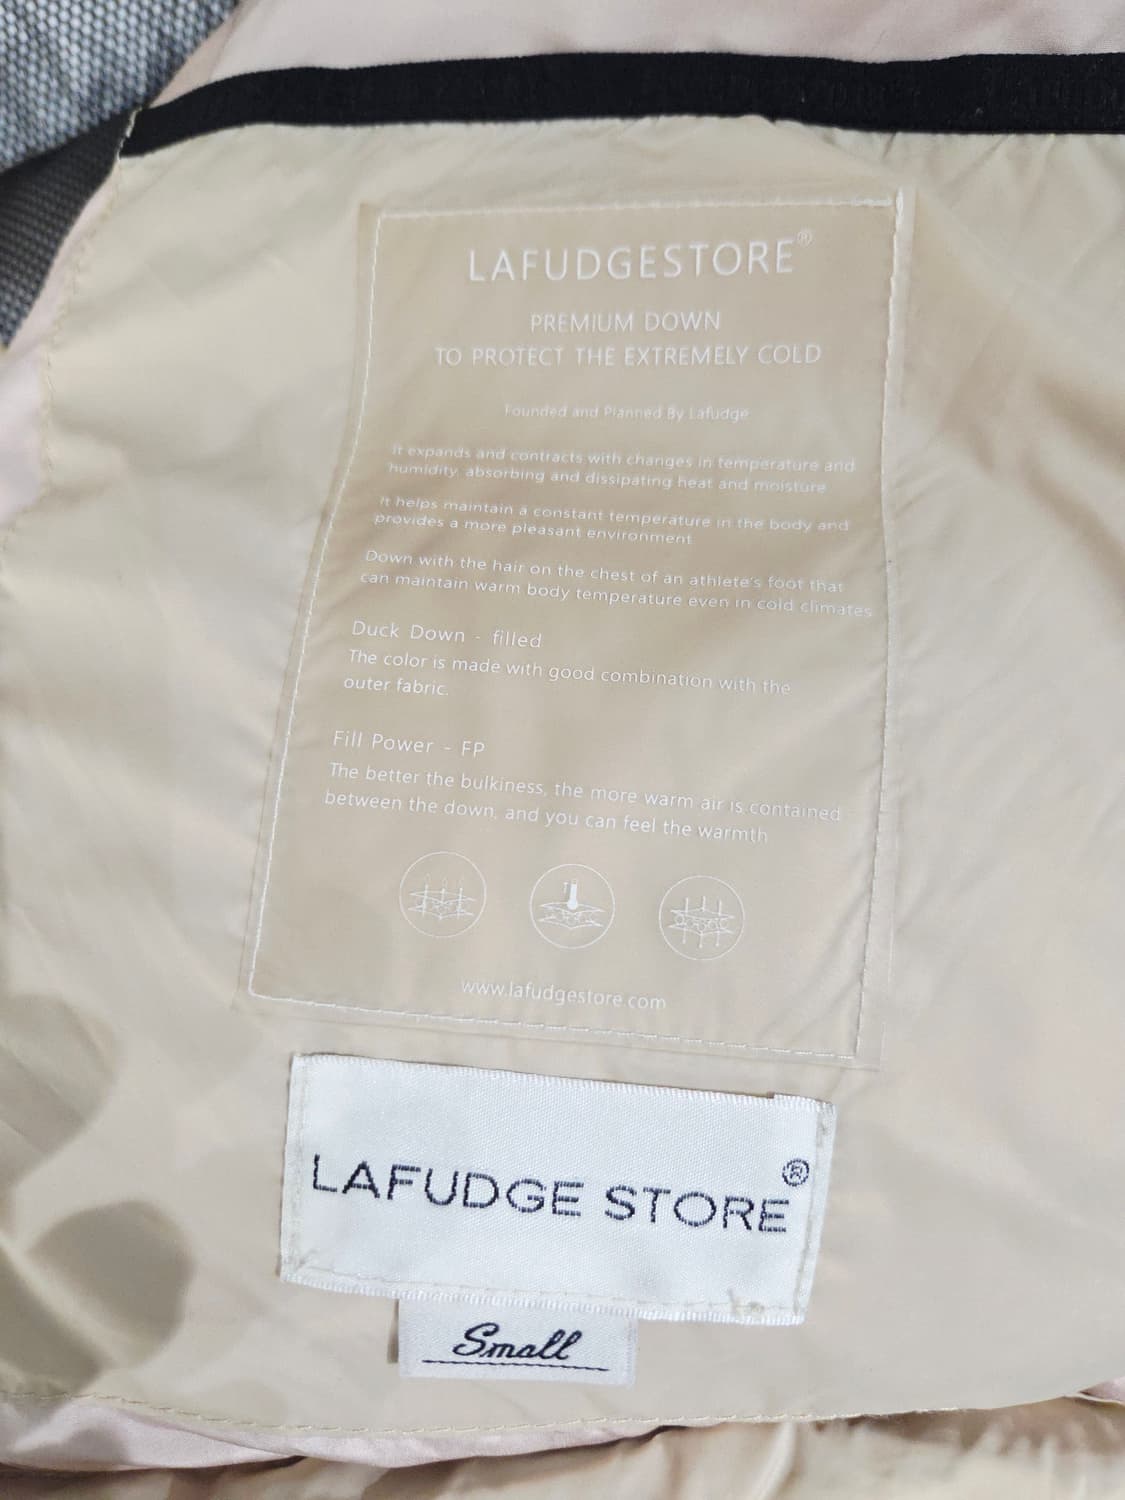 LAFUDGESTORE®
PREMIUM DOWN
TO PROTECT THE EXTREMELY COLD
Founded and Planned By Lafudge
It expands and contracts with changes in temperature and
humidity, absorbing and dissipating heat and moisture
It helps maintain a constant temperature in the body and
provides a more pleasant environment
Down with the hair on the chest of an athlete's foot that
can maintain warm body temperature even in cold climates
Duck Down - filled
The color is made with good combination with the
outer fabric.
Fill Power - FP
The better the bulkiness, the more warm air is contained
between the down, and you can feel the warmth
www.lafudgestore.com
LAFUDGE STORE®
Small